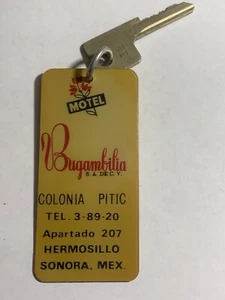 MOTEL
Bugambilia
S.A. DE C.V.
COLONIA PITIC
TEL. 3-89-20
Apartado 207
HERMOSILLO
SONORA, MEX.